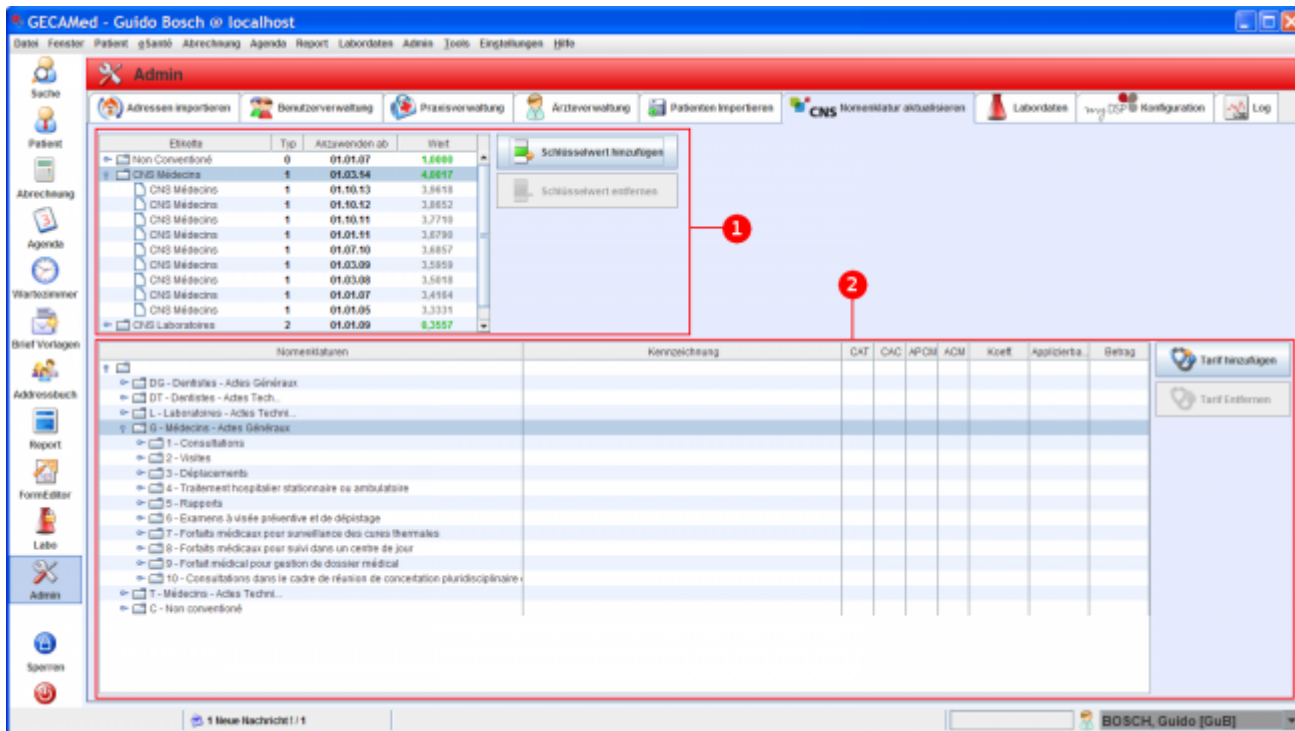 GECAMed - Guido Bosch @ localhost
Datei Fenster Patient eSanté Abrechnung Agenda Report Labordaten Admin Tools Einstellungen Hilfe
Suche
Patient
Abrechnung
Agenda
Wartezimmer
Brief Vorlagen
Addressbuch
Report
FormEditor
Labo
Admin
Sperren
Admin
Adressen importieren Benutzerverwaltung Praxisverwaltung Ärzteverwaltung Patienten Importieren CNS Nomenklatur aktualisieren Labordaten myDSP Konfiguration Log
Etikette Typ Anzuwenden ab Wert
Non Conventioné 0 01.01.07 1,0000
CNS Médecins 1 01.03.14 4,0017
CNS Médecins 1 01.10.13 3,9618
CNS Médecins 1 01.10.12 3,8652
CNS Médecins 1 01.10.11 3,7710
CNS Médecins 1 01.01.11 3,6790
CNS Médecins 1 01.07.10 3,6857
CNS Médecins 1 01.03.09 3,5959
CNS Médecins 1 01.03.08 3,5018
CNS Médecins 1 01.01.07 3,4164
CNS Médecins 1 01.01.05 3,3331
CNS Laboratoires 2 01.01.09 0,3557
Schlüsselwert hinzufügen
Schlüsselwert entfernen
1
2
Nomenklaturen Kennzeichnung CAT CAC APCM ACM Koeff. Applizierba... Betrag
DG - Dentistes - Actes Généraux
DT - Dentistes - Actes Tech...
L - Laboratoires - Actes Techni...
G - Médecins - Actes Généraux
1 - Consultations
2 - Visites
3 - Déplacements
4 - Traitement hospitalier stationnaire ou ambulatoire
5 - Rapports
6 - Examens à visée préventive et de dépistage
7 - Forfaits médicaux pour surveillance des cures thermales
8 - Forfaits médicaux pour suivi dans un centre de jour
9 - Forfait médical pour gestion de dossier médical
10 - Consultations dans le cadre de réunion de concertation pluridisciplinaire
T - Médecins - Actes Techni...
C - Non conventioné
Tarif hinzufügen
Tarif Entfernen
1 Neue Nachricht! / 1
BOSCH, Guido [GuB]